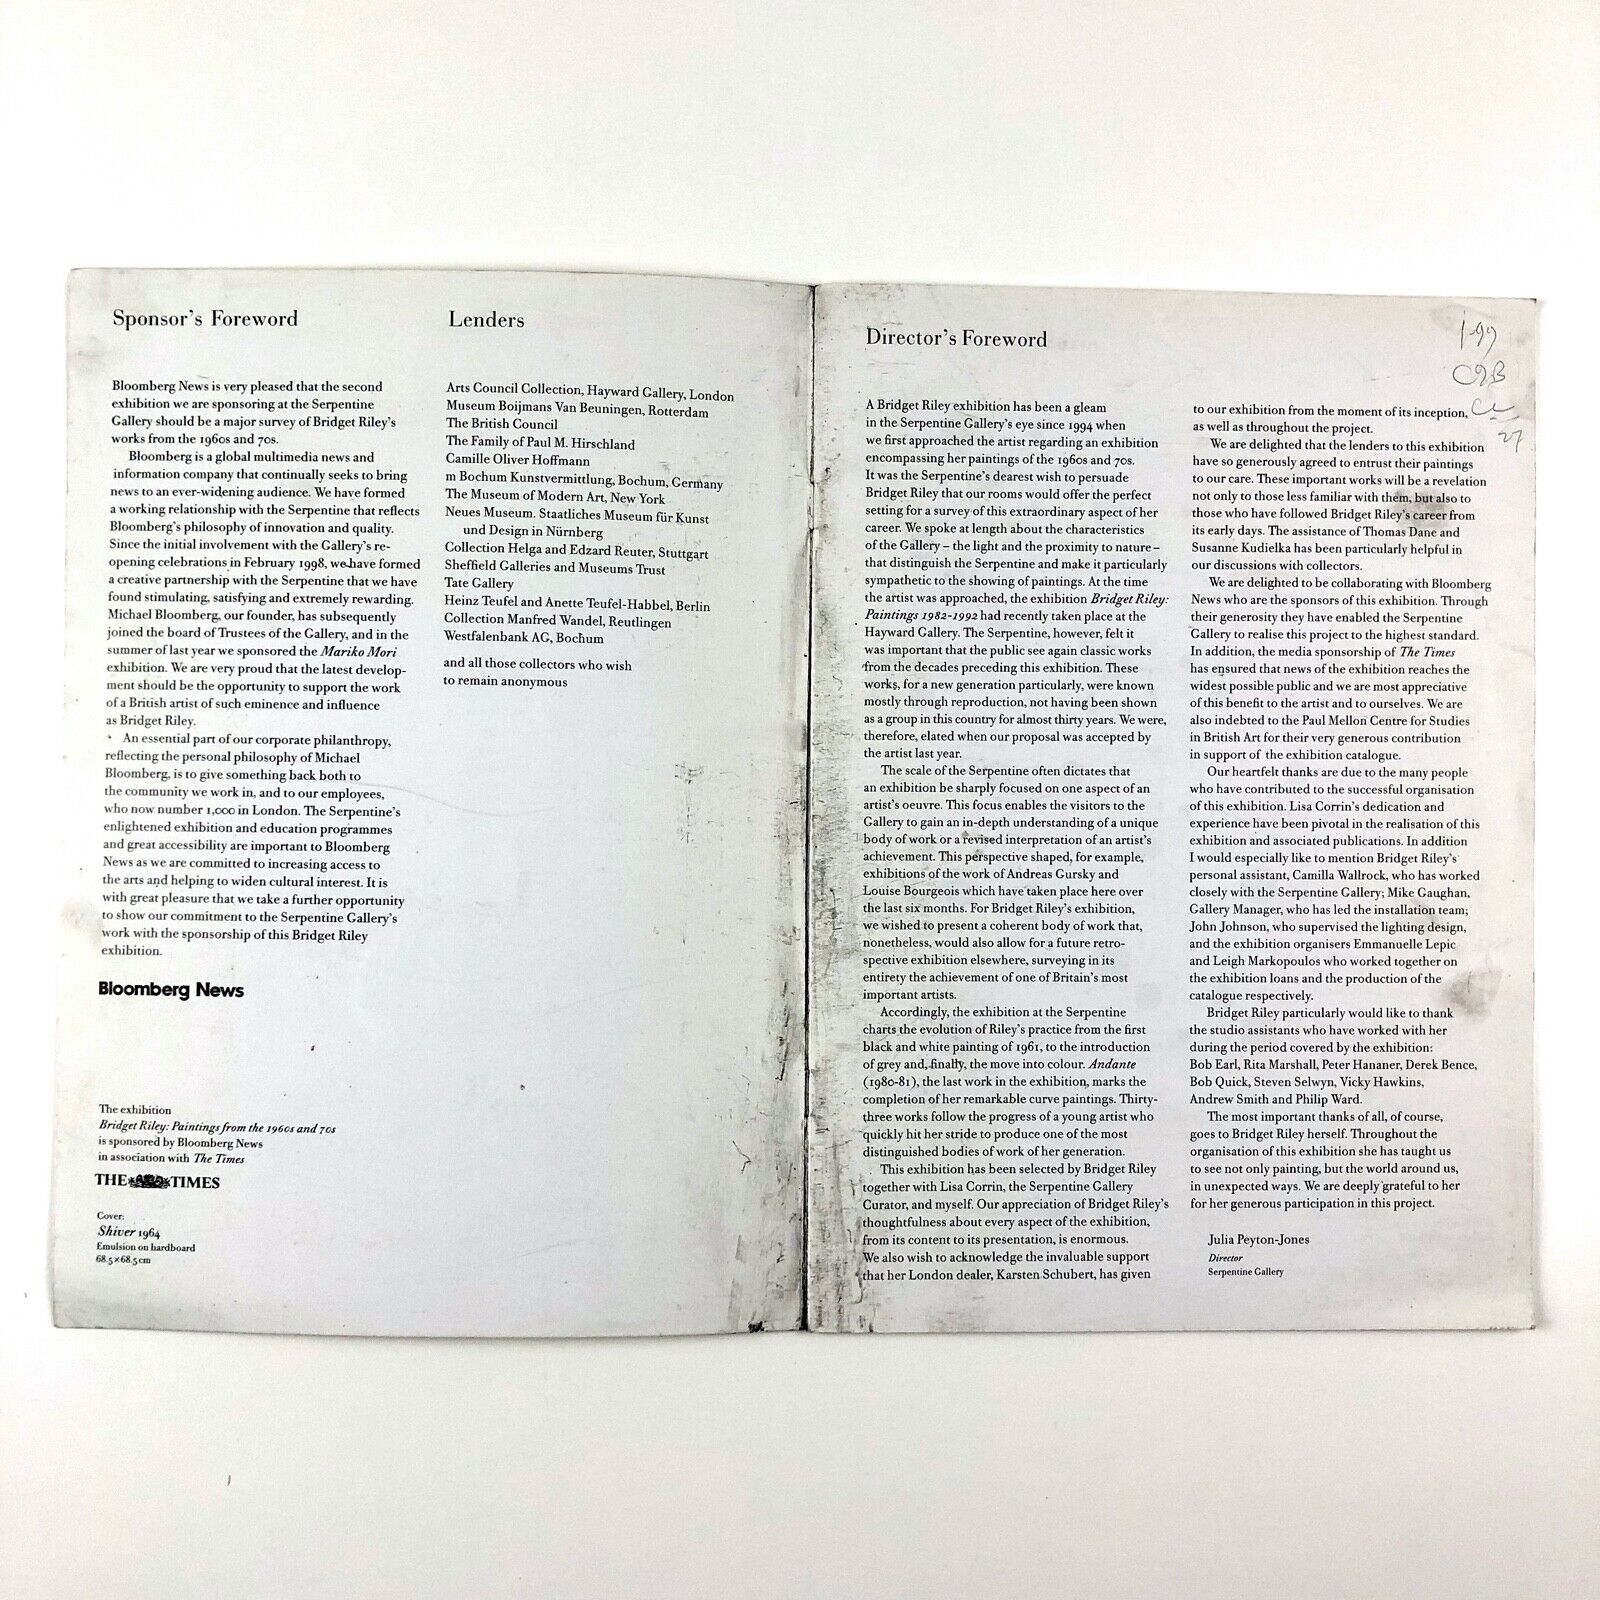 Sponsor's Foreword
Bloomberg News is very pleased that the second
exhibition we are sponsoring at the Serpentine
Gallery should be a major survey of Bridget Riley's
works from the 1960s and 70s.
Bloomberg is a global multimedia news and
information company that continually seeks to bring
news to an ever-widening audience. We have formed
a working relationship with the Serpentine that reflects
Bloomberg's philosophy of innovation and quality.
Since the initial involvement with the Gallery's re-
opening celebrations in February 1998, we have formed
a creative partnership with the Serpentine that we have
found stimulating, satisfying and extremely rewarding.
Michael Bloomberg, our founder, has subsequently
joined the board of Trustees of the Gallery, and in the
summer of last year we sponsored the Mariko Mori
exhibition. We are very proud that the latest develop-
ment should be the opportunity to support the work
of a British artist of such eminence and influence
as Bridget Riley.
An essential part of our corporate philanthropy,
reflecting the personal philosophy of Michael
Bloomberg, is to give something back both to
the community we work in, and to our employees,
who now number 1,000 in London. The Serpentine's
enlightened exhibition and education programmes
and great accessibility are important to Bloomberg
News as we are committed to increasing access to
the arts and helping to widen cultural interest. It is
with great pleasure that we take a further opportunity
to show our commitment to the Serpentine Gallery's
work with the sponsorship of this Bridget Riley
exhibition.
Bloomberg News
The exhibition
Bridget Riley: Paintings from the 1960s and 70s
is sponsored by Bloomberg News
in association with The Times
THE TIMES
Cover:
Shiver 1964
Emulsion on hardboard
68.5×68.5cm
Lenders
Arts Council Collection, Hayward Gallery, London
Museum Boijmans Van Beuningen, Rotterdam
The British Council
The Family of Paul M. Hirschland
Camille Oliver Hoffmann
m Bochum Kunstvermittlung, Bochum, Germany
The Museum of Modern Art, New York
Neues Museum. Staatliches Museum für Kunst
und Design in Nürnberg
Collection Helga and Edzard Reuter, Stuttgart
Sheffield Galleries and Museums Trust
Tate Gallery
Heinz Teufel and Anette Teufel-Habbel, Berlin
Collection Manfred Wandel, Reutlingen
Westfalenbank AG, Bochum
and all those collectors who wish
to remain anonymous
Director's Foreword
A Bridget Riley exhibition has been a gleam
in the Serpentine Gallery's eye since 1994 when
we first approached the artist regarding an exhibition
encompassing her paintings of the 1960s and 70s.
It was the Serpentine's dearest wish to persuade
Bridget Riley that our rooms would offer the perfect
setting for a survey of this extraordinary aspect of her
career. We spoke at length about the characteristics
of the Gallery – the light and the proximity to nature –
that distinguish the Serpentine and make it particularly
sympathetic to the showing of paintings. At the time
the artist was approached, the exhibition Bridget Riley:
Paintings 1982-1992 had recently taken place at the
Hayward Gallery. The Serpentine, however, felt it
was important that the public see again classic works
from the decades preceding this exhibition. These
works, for a new generation particularly, were known
mostly through reproduction, not having been shown
as a group in this country for almost thirty years. We were,
therefore, elated when our proposal was accepted by
the artist last year.
The scale of the Serpentine often dictates that
an exhibition be sharply focused on one aspect of an
artist's oeuvre. This focus enables the visitors to the
Gallery to gain an in-depth understanding of a unique
body of work or a revised interpretation of an artist's
achievement. This perspective shaped, for example,
exhibitions of the work of Andreas Gursky and
Louise Bourgeois which have taken place here over
the last six months. For Bridget Riley's exhibition,
we wished to present a coherent body of work that,
nonetheless, would also allow for a future retro-
spective exhibition elsewhere, surveying in its
entirety the achievement of one of Britain's most
important artists.
Accordingly, the exhibition at the Serpentine
charts the evolution of Riley's practice from the first
black and white painting of 1961, to the introduction
of grey and, finally, the move into colour. Andante
(1980-81), the last work in the exhibition, marks the
completion of her remarkable curve paintings. Thirty-
three works follow the progress of a young artist who
quickly hit her stride to produce one of the most
distinguished bodies of work of her generation.
This exhibition has been selected by Bridget Riley
together with Lisa Corrin, the Serpentine Gallery
Curator, and myself. Our appreciation of Bridget Riley's
thoughtfulness about every aspect of the exhibition,
from its content to its presentation, is enormous.
We also wish to acknowledge the invaluable support
that her London dealer, Karsten Schubert, has given
to our exhibition from the moment of its inception,
as well as throughout the project.
We are delighted that the lenders to this exhibition
have so generously agreed to entrust their paintings
to our care. These important works will be a revelation
not only to those less familiar with them, but also to
those who have followed Bridget Riley's career from
its early days. The assistance of Thomas Dane and
Susanne Kudielka has been particularly helpful in
our discussions with collectors.
We are delighted to be collaborating with Bloomberg
News who are the sponsors of this exhibition. Through
their generosity they have enabled the Serpentine
Gallery to realise this project to the highest standard.
In addition, the media sponsorship of The Times
has ensured that news of the exhibition reaches the
widest possible public and we are most appreciative
of this benefit to the artist and to ourselves. We are
also indebted to the Paul Mellon Centre for Studies
in British Art for their very generous contribution
in support of the exhibition catalogue.
Our heartfelt thanks are due to the many people
who have contributed to the successful organisation
of this exhibition. Lisa Corrin's dedication and
experience have been pivotal in the realisation of this
exhibition and associated publications. In addition
I would especially like to mention Bridget Riley's
personal assistant, Camilla Wallrock, who has worked
closely with the Serpentine Gallery; Mike Gaughan,
Gallery Manager, who has led the installation team;
John Johnson, who supervised the lighting design,
and the exhibition organisers Emmanuelle Lepic
and Leigh Markopoulos who worked together on
the exhibition loans and the production of the
catalogue respectively.
Bridget Riley particularly would like to thank
the studio assistants who have worked with her
during the period covered by the exhibition:
Bob Earl, Rita Marshall, Peter Hananer, Derek Bence,
Bob Quick, Steven Selwyn, Vicky Hawkins,
Andrew Smith and Philip Ward.
The most important thanks of all, of course,
goes to Bridget Riley herself. Throughout the
organisation of this exhibition she has taught us
to see not only painting, but the world around us,
in unexpected ways. We are deeply grateful to her
for her generous participation in this project.
Julia Peyton-Jones
Director
Serpentine Gallery
27